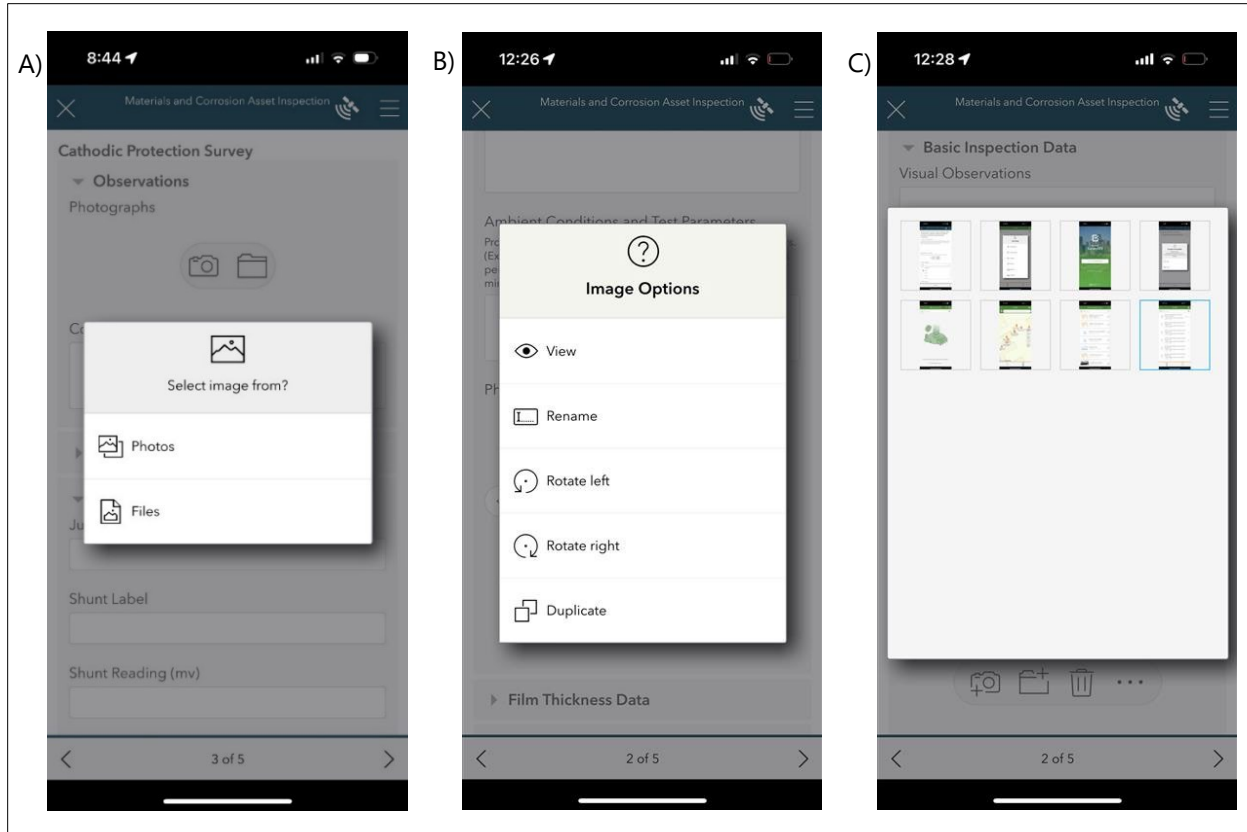 A)
8:44
Materials and Corrosion Asset Inspection
Cathodic Protection Survey
Observations
Photographs
Select image from?
Photos
Files
Shunt Label
Shunt Reading (mv)
3 of 5
B)
12:26
Materials and Corrosion Asset Inspection
Ambient Conditions and Test Parameters
Image Options
View
Rename
Rotate left
Rotate right
Duplicate
Film Thickness Data
2 of 5
C)
12:28
Materials and Corrosion Asset Inspection
Basic Inspection Data
Visual Observations
2 of 5